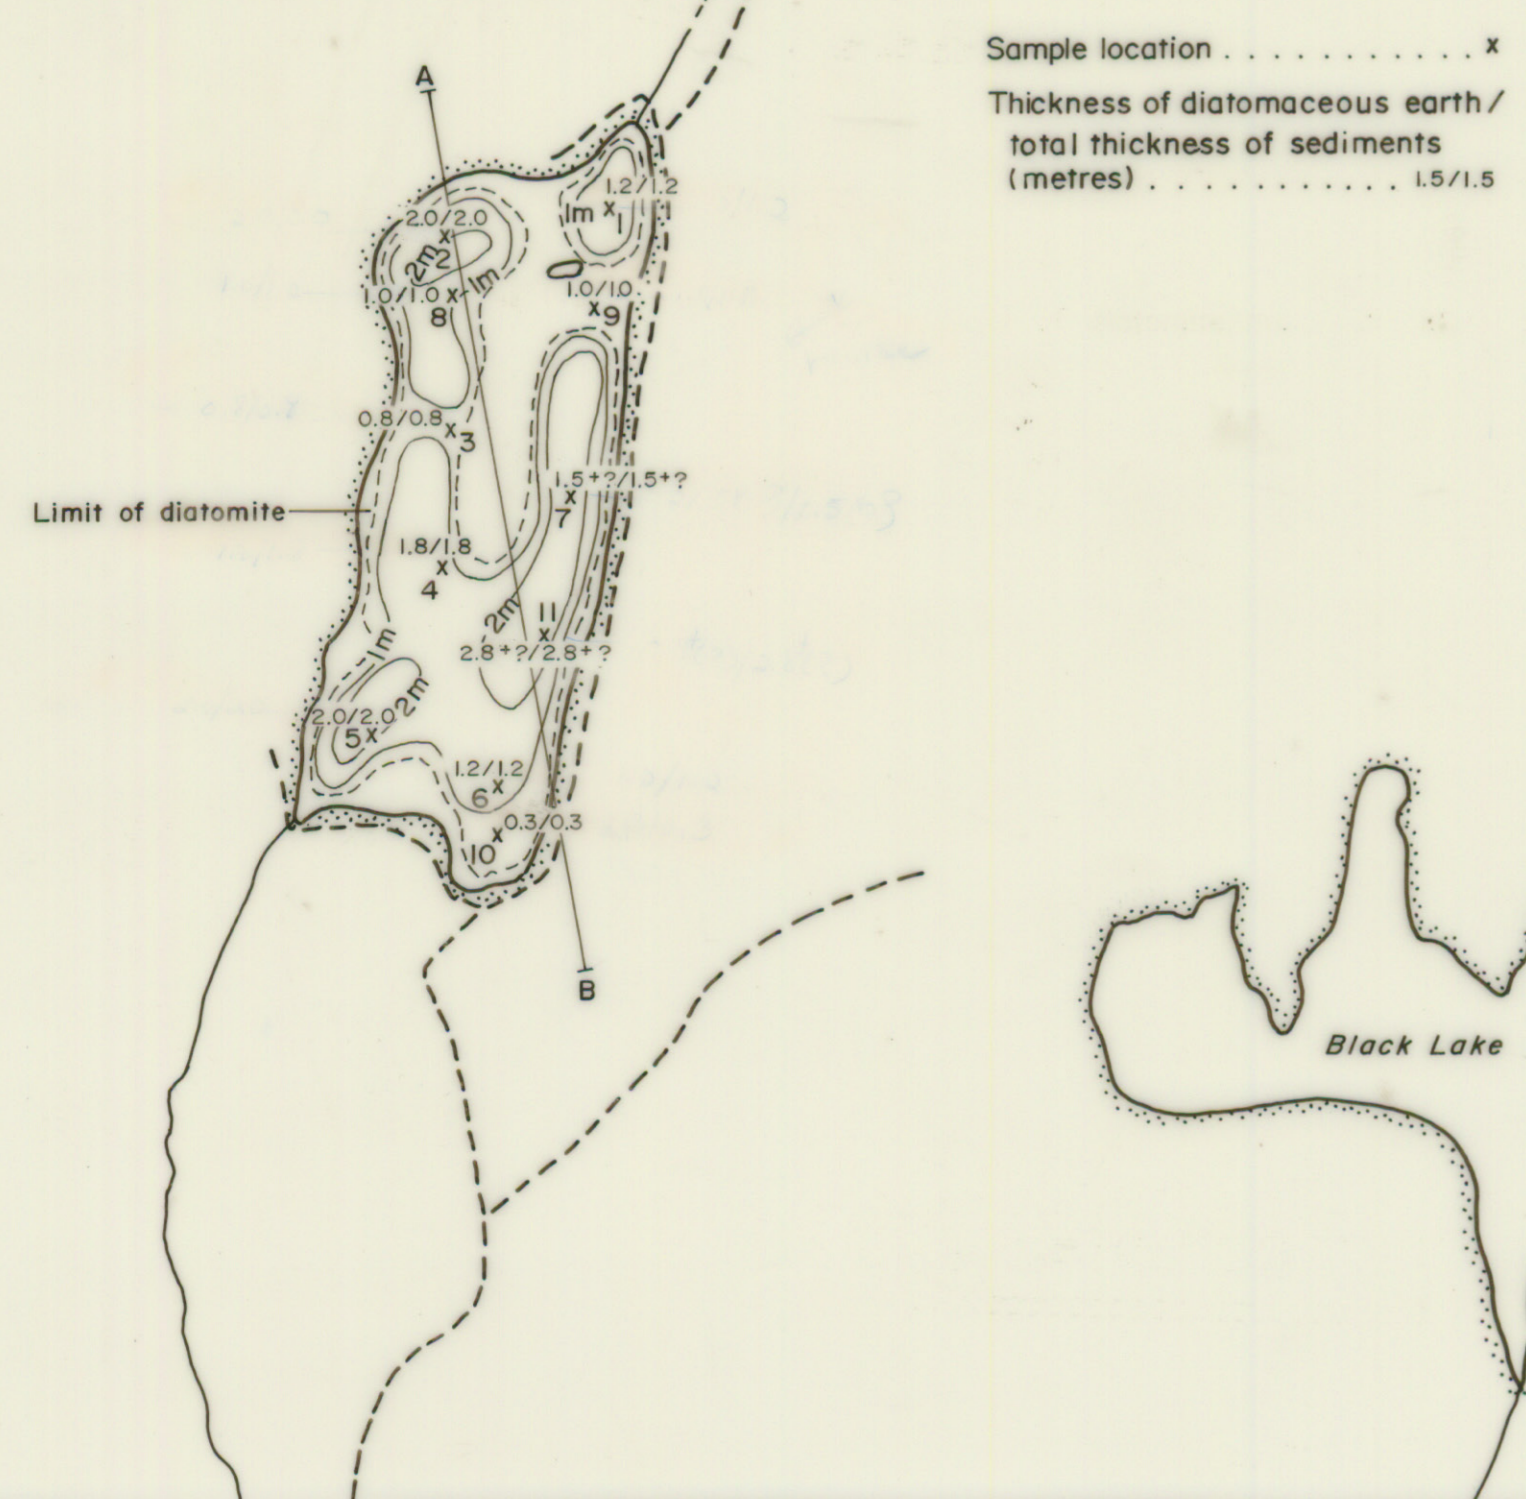 Sample location . . . . . . . . . . . x
Thickness of diatomaceous earth /
total thickness of sediments
(metres) . . . . . . . . . . . 1.5/1.5
A
1.2/1.2
1m x
1
2.0/2.0
x
2
2m
1m
1.0/1.0 x
8
1.0/1.0
x 9
0.8/0.8
x 3
1.5+?/1.5+?
x
7
Limit of diatomite
1.8/1.8
x
4
2m
11
x
2.8+?/2.8+?
1m
2m
2.0/2.0
5x
1.2/1.2
6 x
0.3/0.3
x
10
B
Black Lake